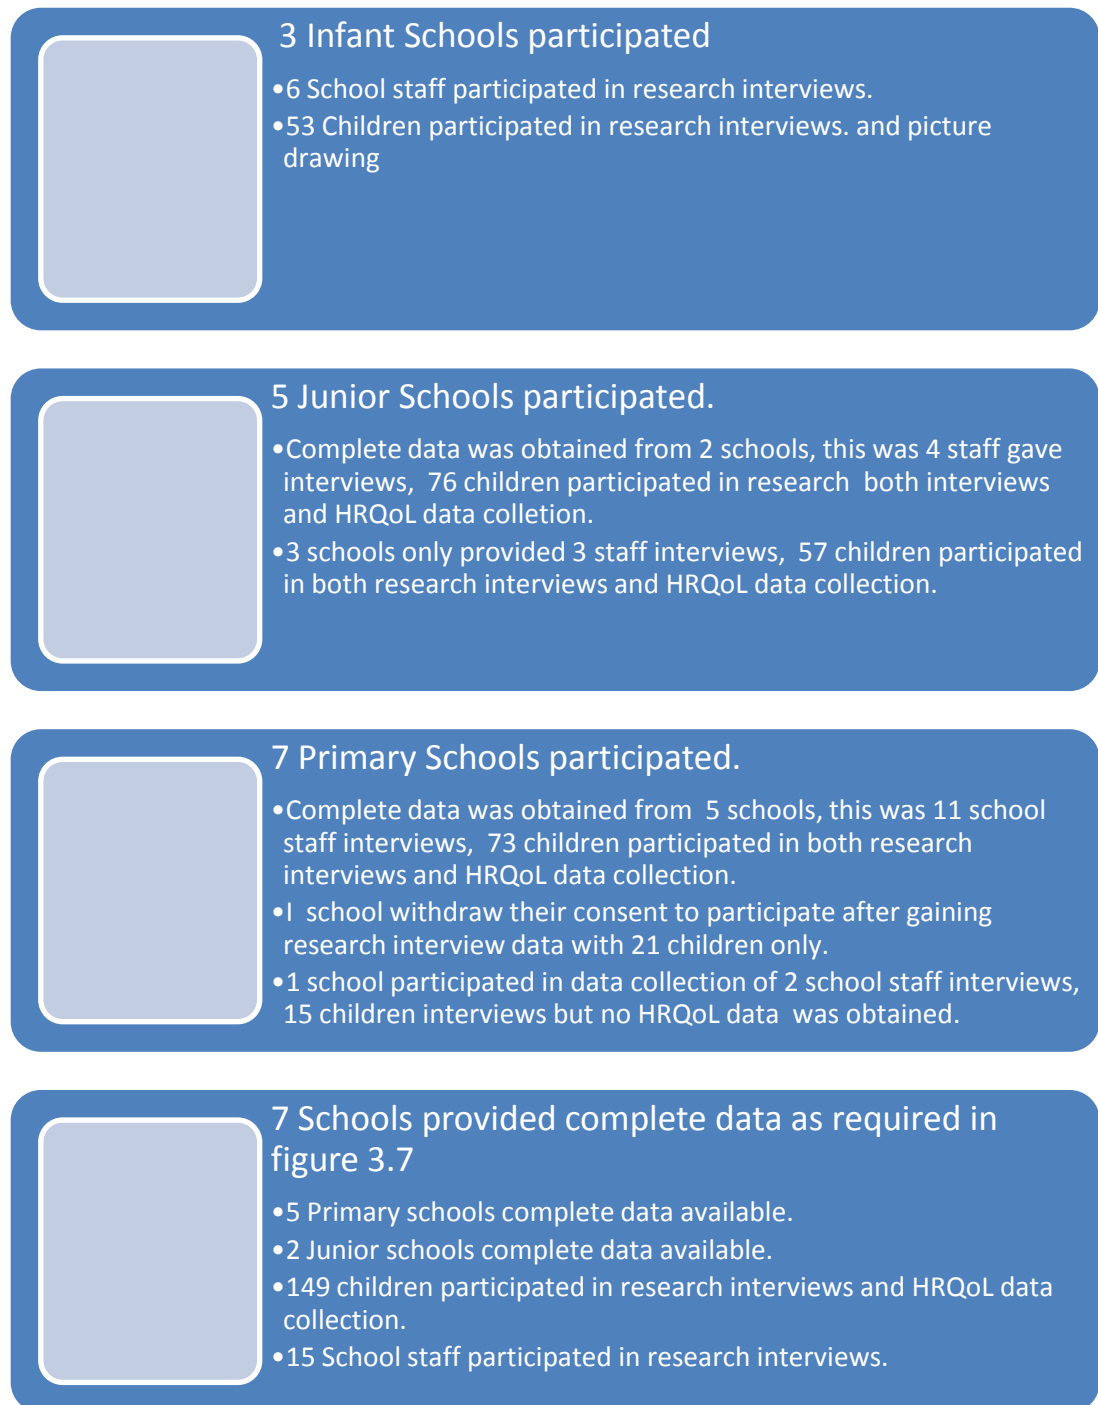 3 Infant Schools participated
•6 School staff participated in research interviews.
•53 Children participated in research interviews. and picture
drawing
5 Junior Schools participated.
•Complete data was obtained from 2 schools, this was 4 staff gave
interviews, 76 children participated in research both interviews
and HRQoL data colletion.
•3 schools only provided 3 staff interviews, 57 children participated
in both research interviews and HRQoL data collection.
7 Primary Schools participated.
•Complete data was obtained from 5 schools, this was 11 school
staff interviews, 73 children participated in both research
interviews and HRQoL data collection.
•I school withdraw their consent to participate after gaining
research interview data with 21 children only.
•1 school participated in data collection of 2 school staff interviews,
15 children interviews but no HRQoL data was obtained.
7 Schools provided complete data as required in
figure 3.7
•5 Primary schools complete data available.
•2 Junior schools complete data available.
•149 children participated in research interviews and HRQoL data
collection.
•15 School staff participated in research interviews.